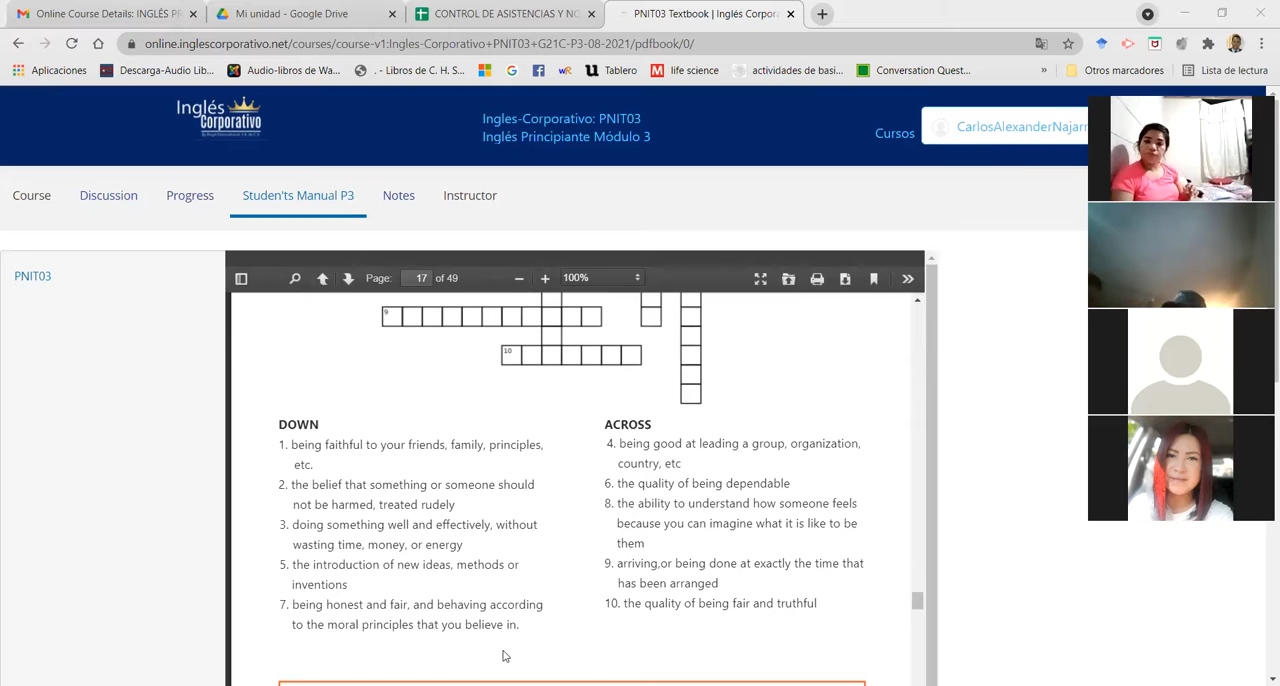 Online Course Details: INGLÉS PR
Mi unidad - Google Drive
CONTROL DE ASISTENCIAS Y NO
PNIT03 Textbook | Inglés Corpor
online.inglescorporativo.net/courses/course-v1:Ingles-Corporativo+PNIT03+G21C-P3-08-2021/pdfbook/0/
Aplicaciones
Descarga-Audio Lib...
Audio-libros de Wa...
. - Libros de C. H. S...
Tablero
life science
actividades de basi...
Conversation Quest...
»
Otros marcadores
Lista de lectura
Inglés
Corporativo
Ingles-Corporativo: PNIT03
Inglés Principiante Módulo 3
Cursos
CarlosAlexanderNajarr
Course
Discussion
Progress
Studen'ts Manual P3
Notes
Instructor
PNIT03
Page: 17 of 49
100%
9
10
DOWN
1. being faithful to your friends, family, principles,
etc.
2. the belief that something or someone should
not be harmed, treated rudely
3. doing something well and effectively, without
wasting time, money, or energy
5. the introduction of new ideas, methods or
inventions
7. being honest and fair, and behaving according
to the moral principles that you believe in.
ACROSS
4. being good at leading a group, organization,
country, etc
6. the quality of being dependable
8. the ability to understand how someone feels
because you can imagine what it is like to be
them
9. arriving,or being done at exactly the time that
has been arranged
10. the quality of being fair and truthful